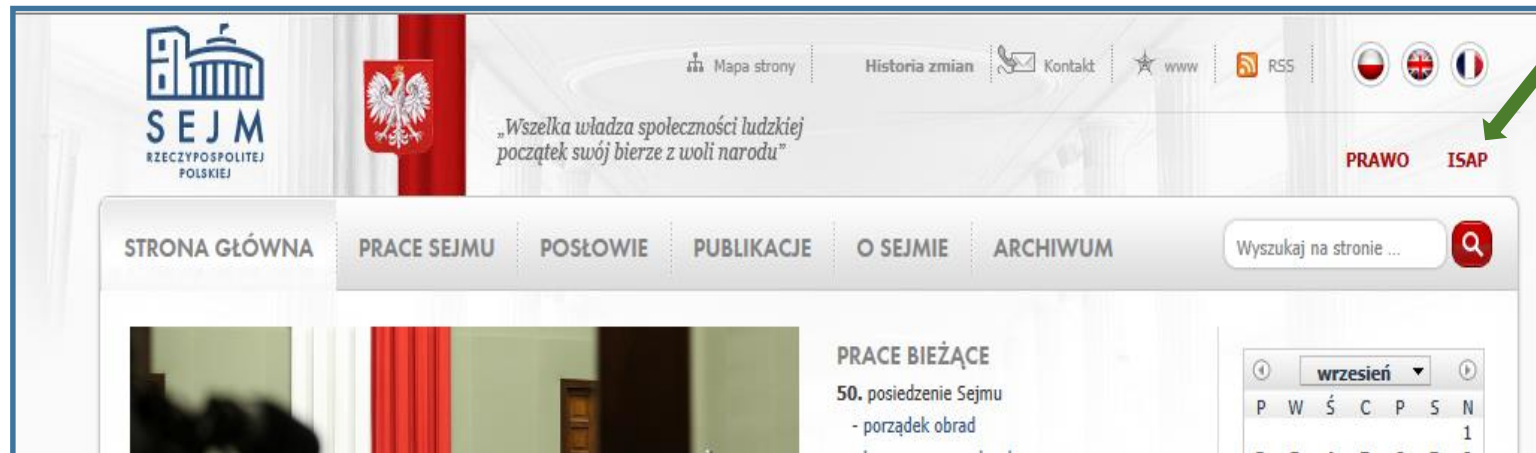 SEJM
RZECZYPOSPOLITEJ
POLSKIEJ
Mapa strony
Historia zmian
Kontakt
www
RSS
„Wszelka władza społeczności ludzkiej
początek swój bierze z woli narodu”
PRAWO ISAP
STRONA GŁÓWNA PRACE SEJMU POSŁOWIE PUBLIKACJE O SEJMIE ARCHIWUM
Wyszukaj na stronie ...
PRACE BIEŻĄCE
50. posiedzenie Sejmu
- porządek obrad
wrzesień
P W Ś C P S N
1